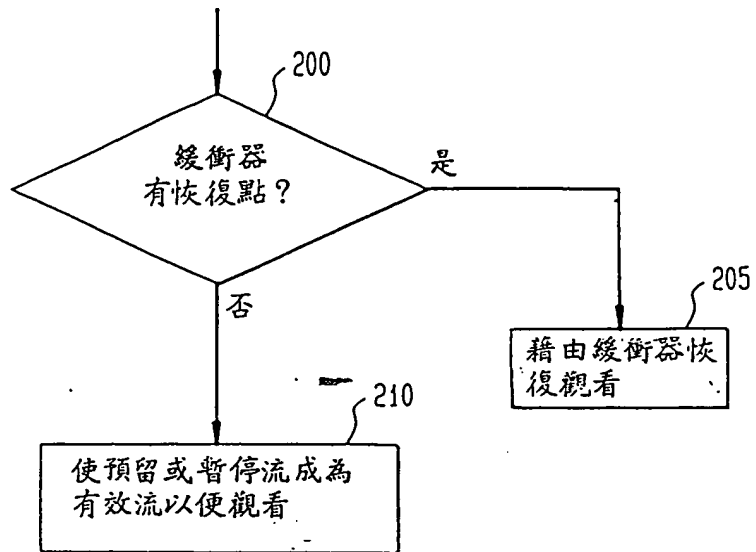 200
緩衝器
有恢復點?
是
否
205
藉由緩衝器恢
復觀看
210
使預留或暫停流成為
有效流以便觀看